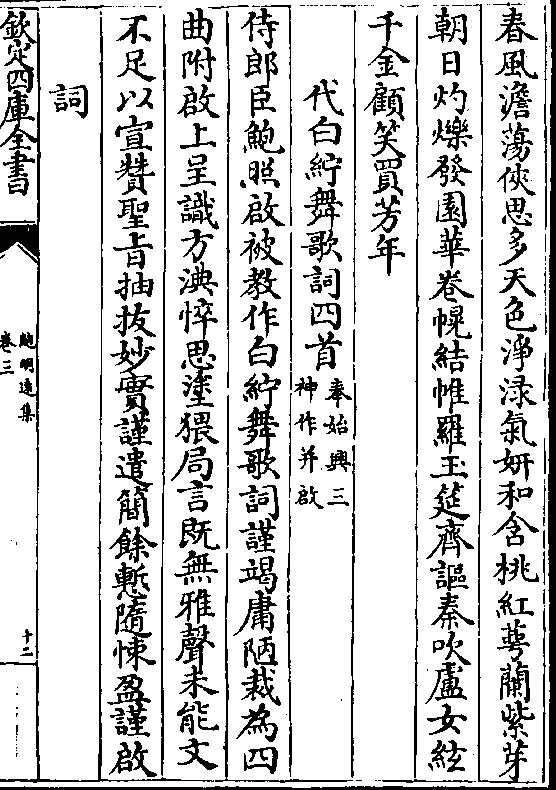 春風澹蕩俠思多天色淨淥氣妍和含桃紅萼蘭紫芽
朝日灼爍發園華卷幌結帷羅玉筵齊謳秦吹盧女絃
千金顧笑買芳年
代白紵舞歌詞四首
奉始興三
神作并啟
侍郎臣鮑照啟被教作白紵舞歌詞謹竭庸陋裁為四
曲附啟上呈識方淟悴思塗猥局言既無雅聲未能文
不足以宣贊聖旨抽拔妙實謹遣簡餘慙隨悚盈謹啟
詞
欽定四庫全書
鮑明遠集
卷三
十二